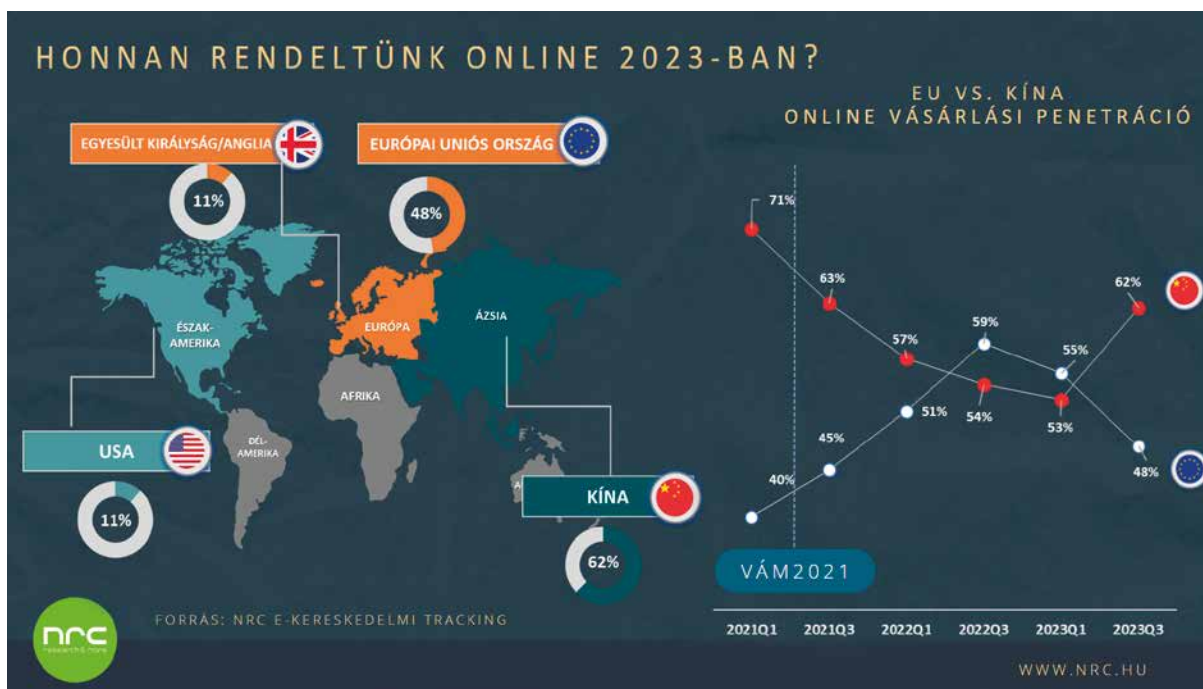 HONNAN RENDELTÜNK ONLINE 2023-BAN?
EU VS. KÍNA
ONLINE VÁSÁRLÁSI PENETRÁCIÓ
EGYESÜLT KIRÁLYSÁG/ANGLIA
EURÓPAI UNIÓS ORSZÁG
11%
48%
ÉSZAK-
AMERIKA
EURÓPA
ÁZSIA
AFRIKA
DÉL-
AMERIKA
A
USA
11%
KÍNA
62%
71%
63%
57%
54%
53%
62%
40%
45%
51%
59%
55%
48%
VÁM2021
2021Q1 2021Q3 2022Q1 2022Q3 2023Q1 2023Q3
nrc
research & more
FORRÁS: NRC E-KERESKEDELMI TRACKING
WWW.NRC.HU